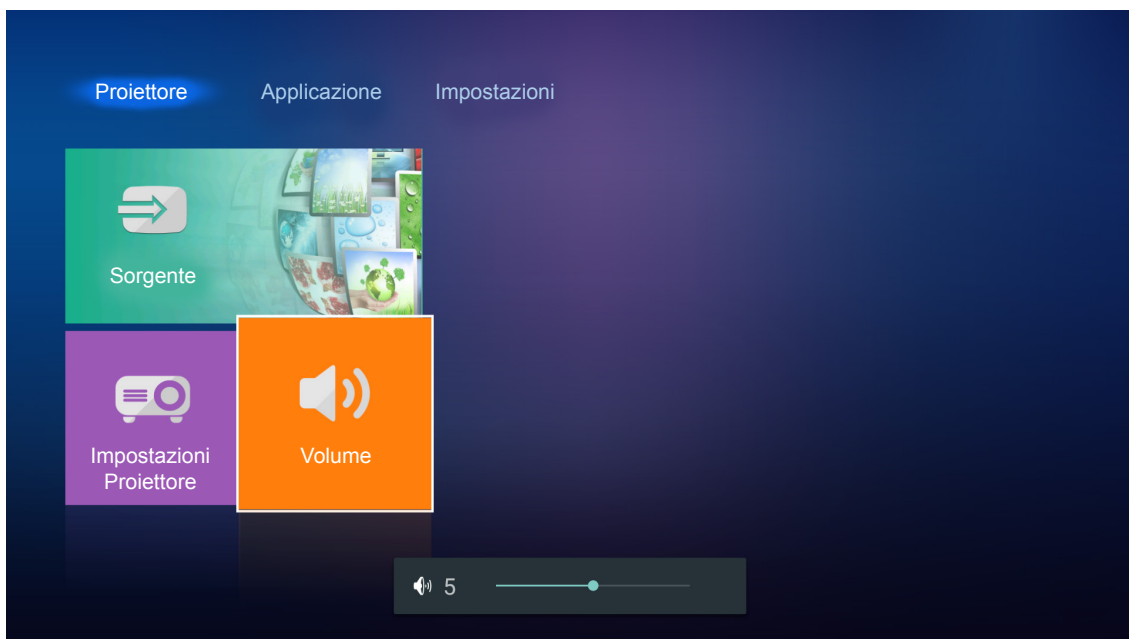 Proiettore Applicazione Impostazioni
Sorgente
Impostazioni
Proiettore
Volume
5